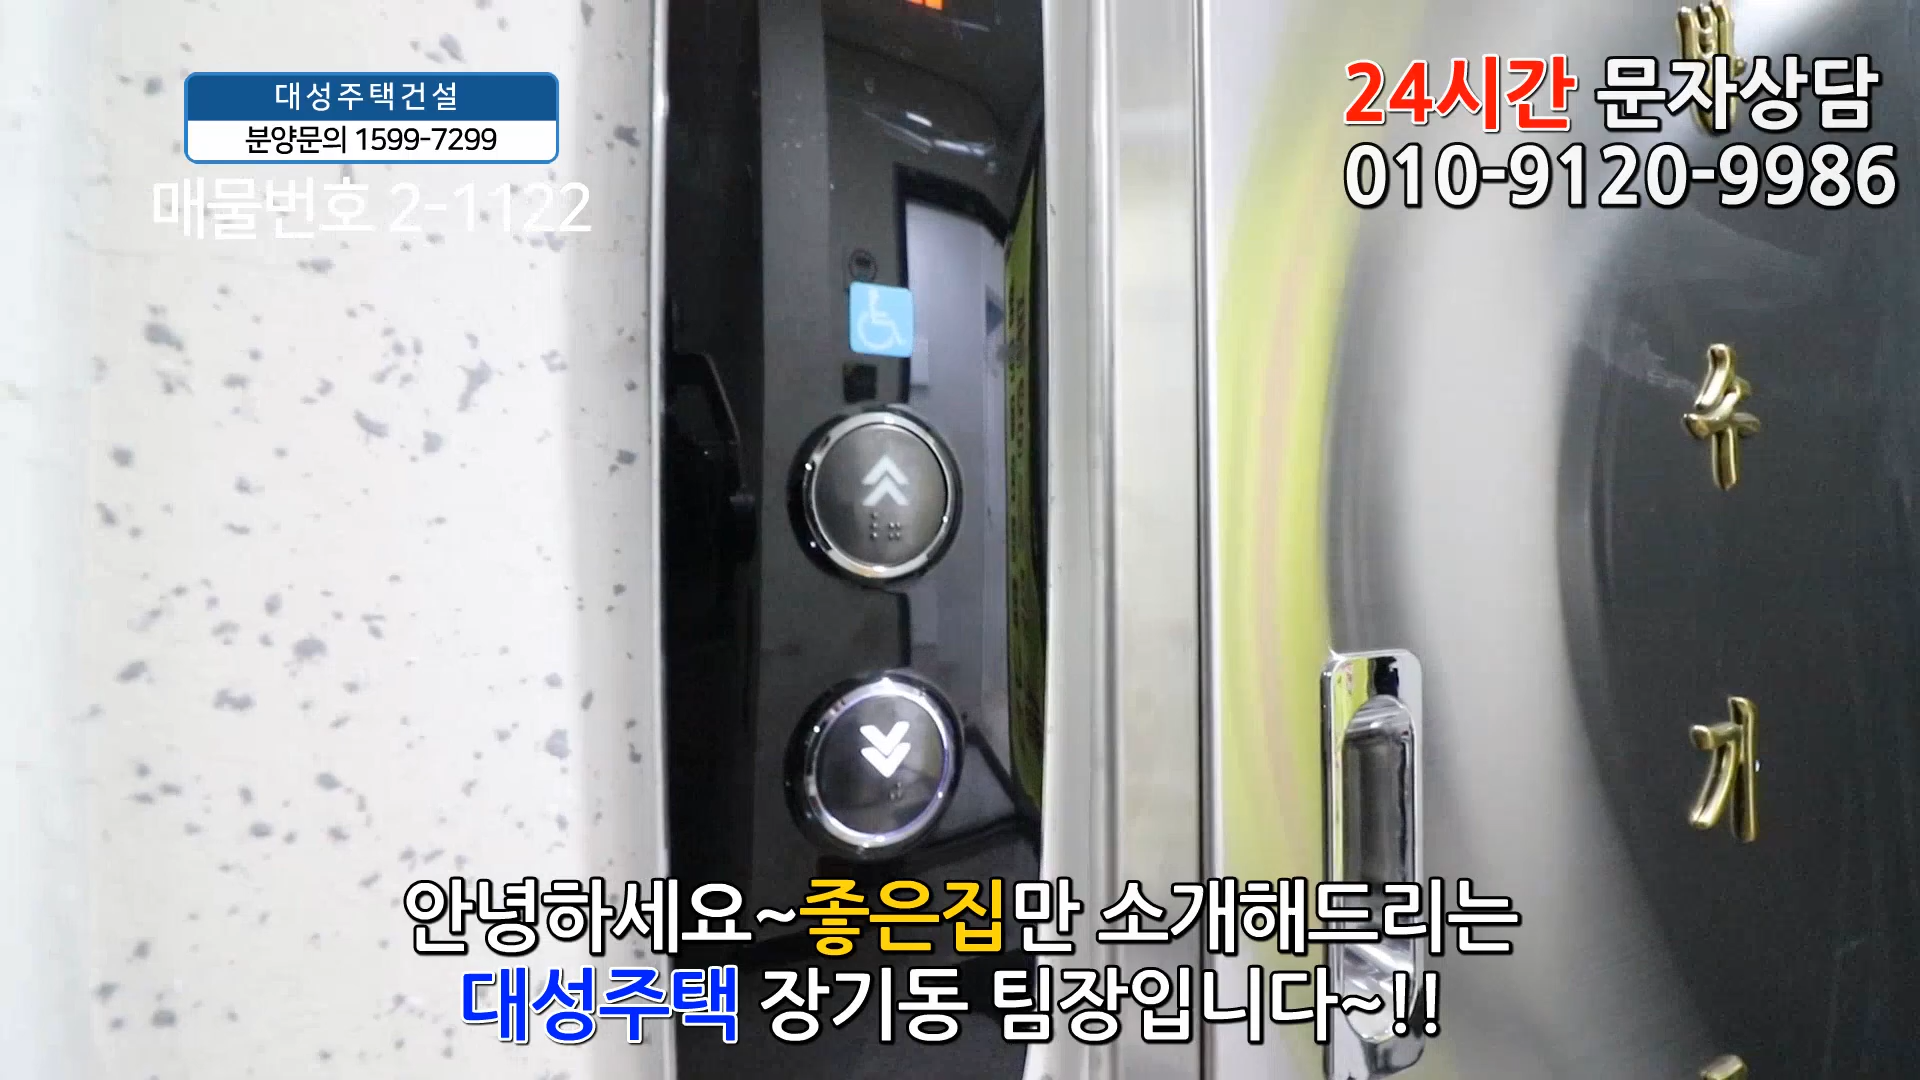 대성주택건설
분양문의 1599-7299
매물번호 2-1122
24시간 문자상담
010-9120-9986
수
기
안녕하세요~좋은집만 소개해드리는
대성주택 장기동 팀장입니다~!!